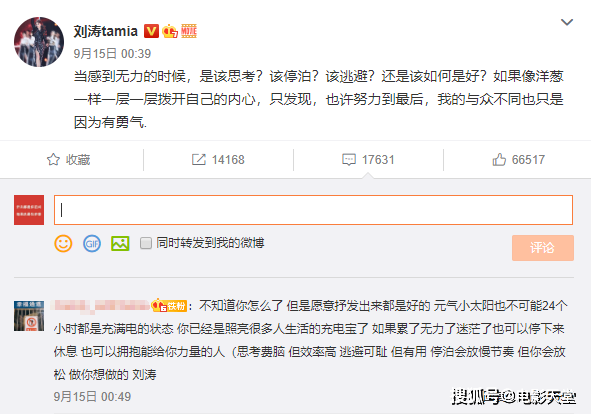 刘涛tamia
9月15日 00:39
当感到无力的时候，是该思考？该停泊？该逃避？还是该如何是好？如果像洋葱
一样一层一层拨开自己的内心，只发现，也许努力到最后，我的与众不同也只是
因为有勇气.
收藏 14168 17631 66517
GIF 同时转发到我的微博 评论
铁粉：不知道你怎么了 但是愿意抒发出来都是好的 元气小太阳也不可能24个
小时都是充满电的状态 你已经是照亮很多人生活的充电宝了 如果累了无力了迷茫了也可以停下来
休息 也可以拥抱能给你力量的人（思考费脑 但效率高 逃避可耻 但有用 停泊会放慢节奏 但你会放
松 做你想做的 刘涛
9月15日 00:49
搜狐号@电影天堂